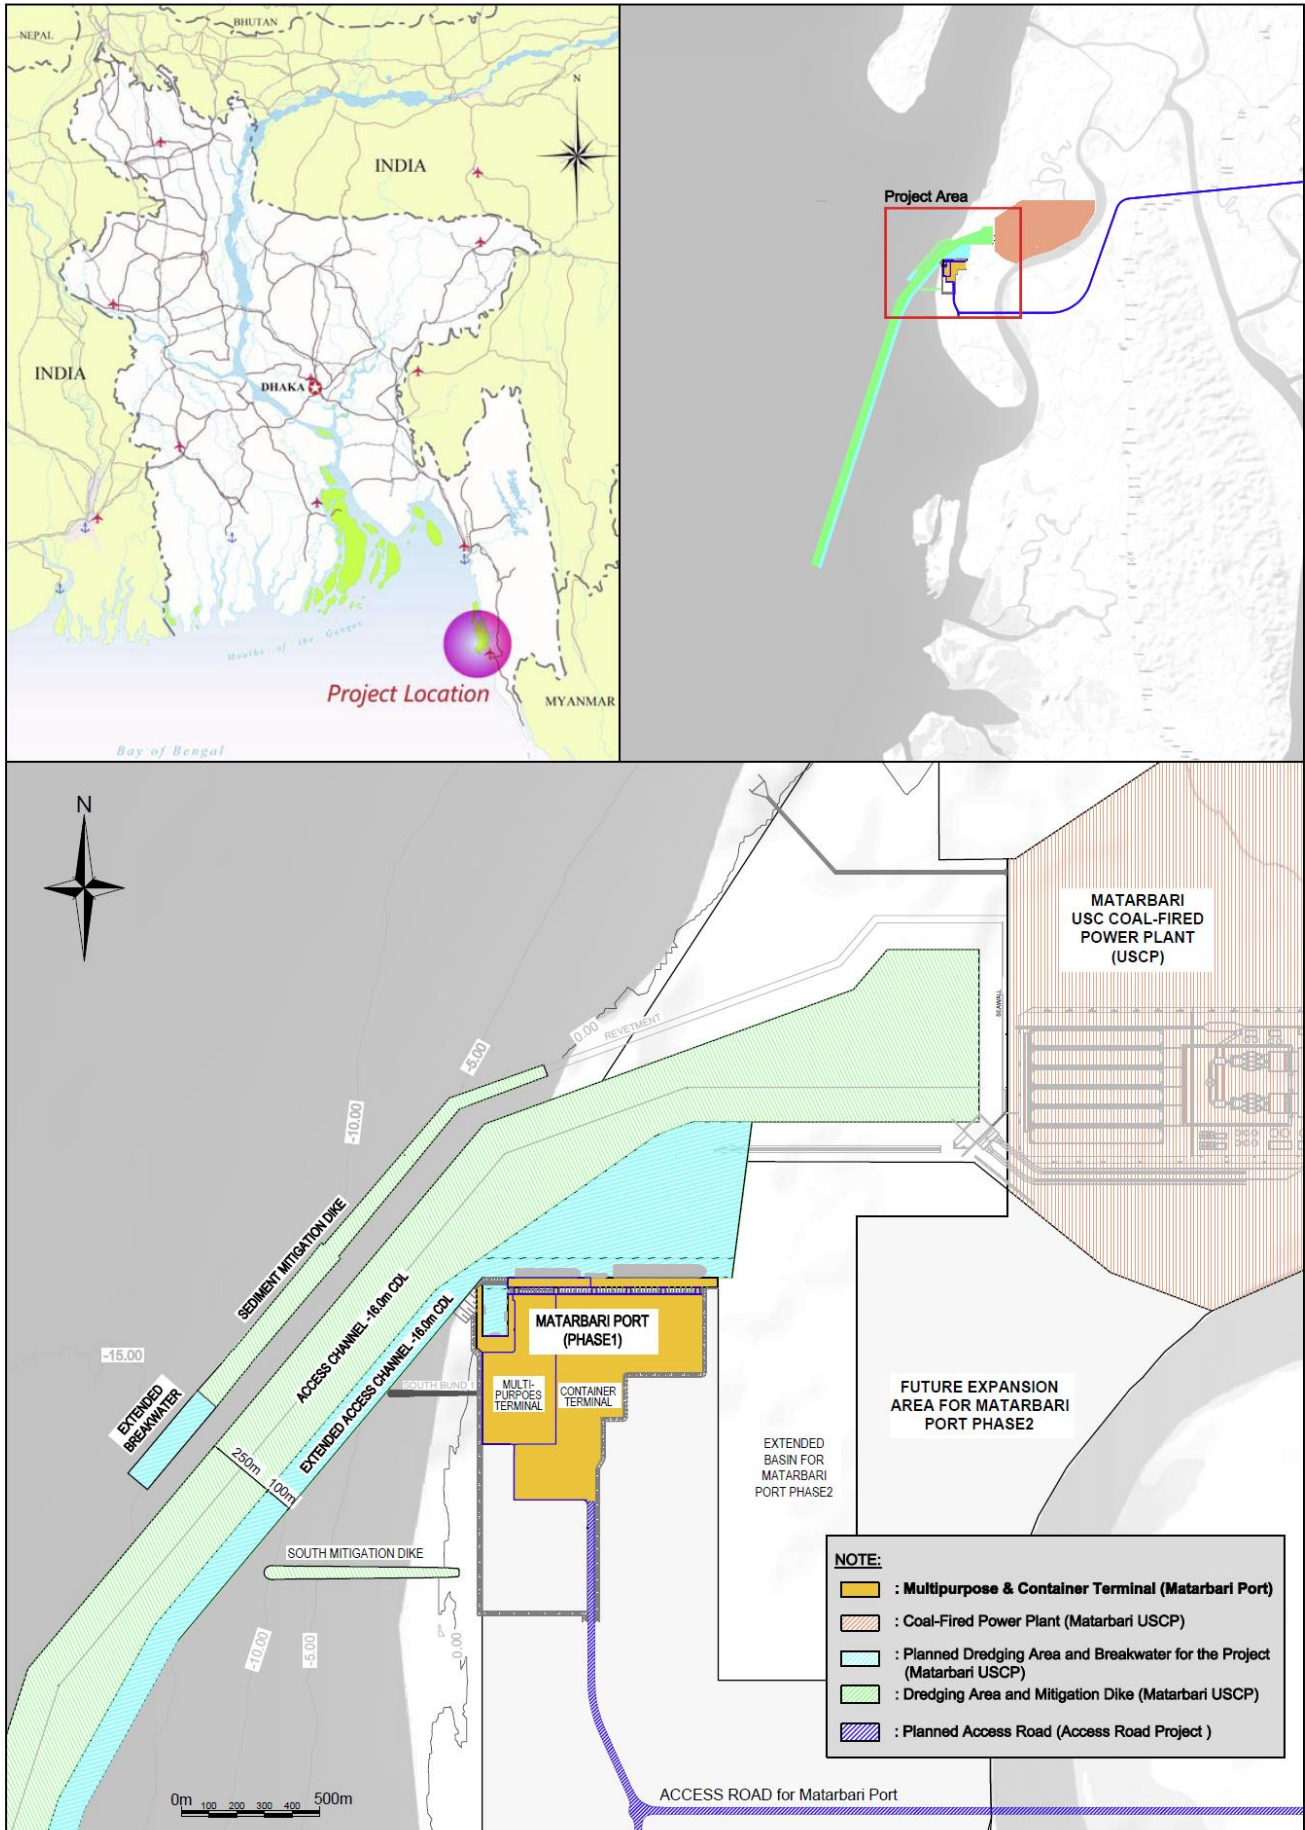 NEPAL
BHUTAN
N
INDIA
INDIA
DHAKA
Mouths of the Ganges
Project Location
MYANMAR
Bay of Bengal
Project Area
N
MATARBARI
USC COAL-FIRED
POWER PLANT
(USCP)
SEAWALL
0.00
REVETMENT
-5.00
-10.00
SEDIMENT MITIGATION DIKE
ACCESS CHANNEL -16.0m CDL
EXTENDED ACCESS CHANNEL -16.0m CDL
MATARBARI PORT
(PHASE1)
-15.00
EXTENDED
BREAKWATER
SOUTH BUND 1
MULTI-
PURPOES
TERMINAL
CONTAINER
TERMINAL
FUTURE EXPANSION
AREA FOR MATARBARI
PORT PHASE2
EXTENDED
BASIN FOR
MATARBARI
PORT PHASE2
250m
100m
SOUTH MITIGATION DIKE
-10.00
-5.00
0.00
NOTE:
: Multipurpose & Container Terminal (Matarbari Port)
: Coal-Fired Power Plant (Matarbari USCP)
: Planned Dredging Area and Breakwater for the Project
(Matarbari USCP)
: Dredging Area and Mitigation Dike (Matarbari USCP)
: Planned Access Road (Access Road Project )
0m 100 200 300 400 500m
ACCESS ROAD for Matarbari Port